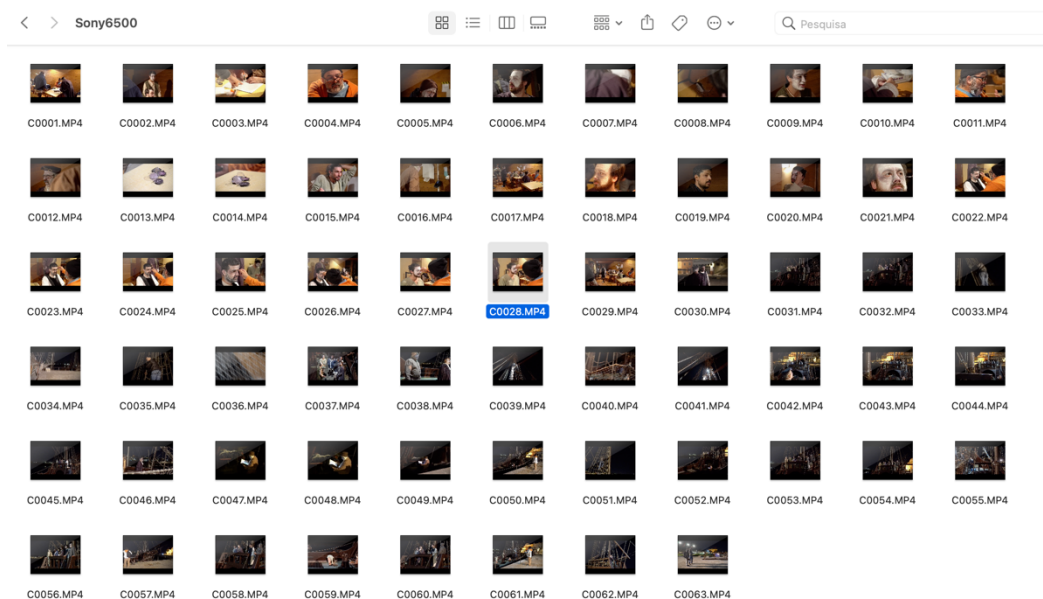 Sony6500
Pesquisa
C0001.MP4 C0002.MP4 C0003.MP4 C0004.MP4 C0005.MP4 C0006.MP4 C0007.MP4 C0008.MP4 C0009.MP4 C0010.MP4 C0011.MP4
C0012.MP4 C0013.MP4 C0014.MP4 C0015.MP4 C0016.MP4 C0017.MP4 C0018.MP4 C0019.MP4 C0020.MP4 C0021.MP4 C0022.MP4
C0023.MP4 C0024.MP4 C0025.MP4 C0026.MP4 C0027.MP4 C0028.MP4 C0029.MP4 C0030.MP4 C0031.MP4 C0032.MP4 C0033.MP4
C0034.MP4 C0035.MP4 C0036.MP4 C0037.MP4 C0038.MP4 C0039.MP4 C0040.MP4 C0041.MP4 C0042.MP4 C0043.MP4 C0044.MP4
C0045.MP4 C0046.MP4 C0047.MP4 C0048.MP4 C0049.MP4 C0050.MP4 C0051.MP4 C0052.MP4 C0053.MP4 C0054.MP4 C0055.MP4
C0056.MP4 C0057.MP4 C0058.MP4 C0059.MP4 C0060.MP4 C0061.MP4 C0062.MP4 C0063.MP4